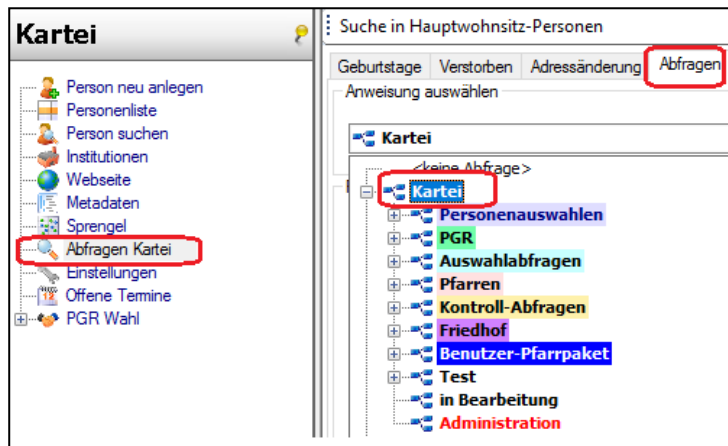 Kartei
Person neu anlegen
Personenliste
Person suchen
Institutionen
Webseite
Metadaten
Sprengel
Abfragen Kartei
Einstellungen
Offene Termine
PGR Wahl
Suche in Hauptwohnsitz-Personen
Geburtstage Verstorben Adressänderung Abfragen
Anweisung auswählen
Kartei
<keine Abfrage>
Kartei
Personenauswahlen
PGR
Auswahlabfragen
Pfarren
Kontroll-Abfragen
Friedhof
Benutzer-Pfarrpaket
Test
in Bearbeitung
Administration